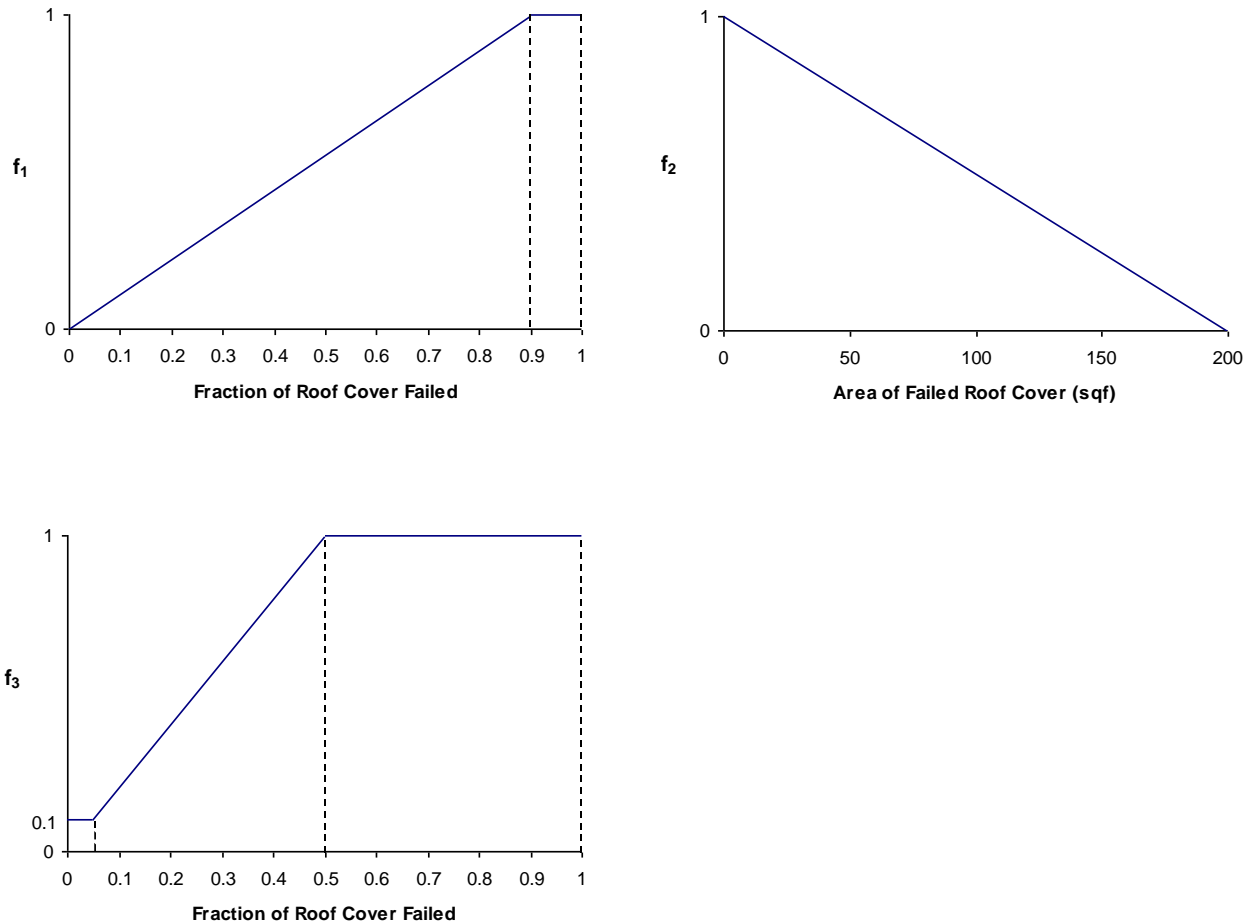 1
f₁
0
0 0.1 0.2 0.3 0.4 0.5 0.6 0.7 0.8 0.9 1
Fraction of Roof Cover Failed
1
f₂
0
0 50 100 150 200
Area of Failed Roof Cover (sqf)
1
f₃
0.1
0
0 0.1 0.2 0.3 0.4 0.5 0.6 0.7 0.8 0.9 1
Fraction of Roof Cover Failed